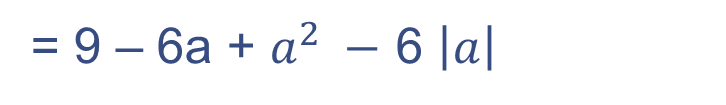 = 9 – 6a + 𝑎² − 6 |𝑎|